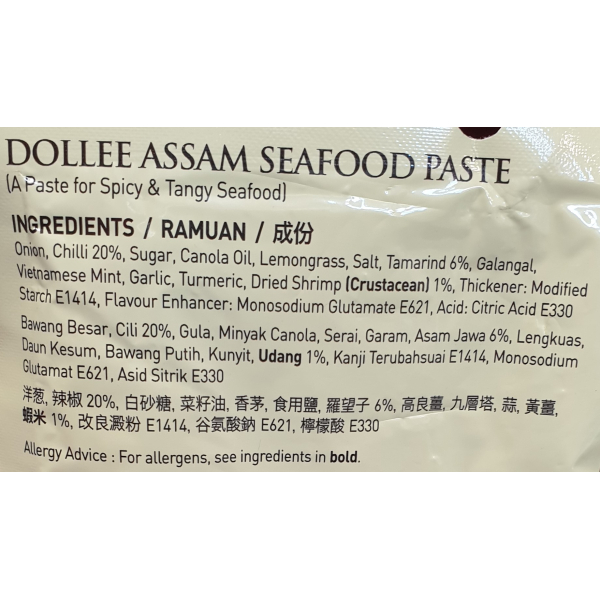 DOLLEE ASSAM SEAFOOD PASTE
(A Paste for Spicy & Tangy Seafood)
INGREDIENTS / RAMUAN / 成份
Onion, Chilli 20%, Sugar, Canola Oil, Lemongrass, Salt, Tamarind 6%, Galangal,
Vietnamese Mint, Garlic, Turmeric, Dried Shrimp (Crustacean) 1%, Thickener: Modified
Starch E1414, Flavour Enhancer: Monosodium Glutamate E621, Acid: Citric Acid E330
Bawang Besar, Cili 20%, Gula, Minyak Canola, Serai, Garam, Asam Jawa 6%, Lengkuas,
Daun Kesum, Bawang Putih, Kunyit, Udang 1%, Kanji Terubahsuai E1414, Monosodium
Glutamat E621, Asid Sitrik E330
洋葱, 辣椒 20%, 白砂糖, 菜籽油, 香茅, 食用鹽, 羅望子 6%, 高良薑, 九層塔, 蒜, 黃薑,
蝦米 1%, 改良澱粉 E1414, 谷氨酸鈉 E621, 檸檬酸 E330
Allergy Advice : For allergens, see ingredients in bold.